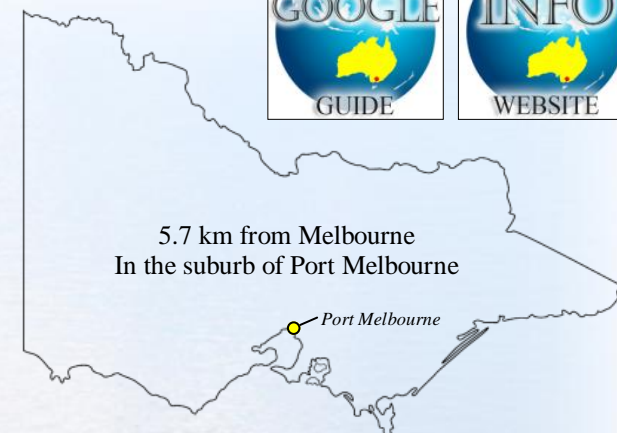 GOOGLE
GUIDE
INFO
WEBSITE
5.7 km from Melbourne
In the suburb of Port Melbourne
Port Melbourne